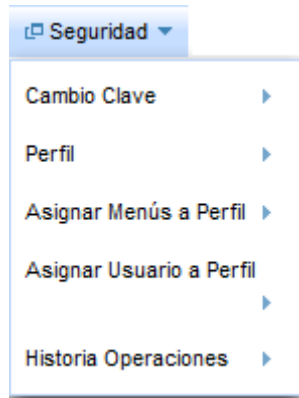 Seguridad
Cambio Clave
Perfil
Asignar Menús a Perfil
Asignar Usuario a Perfil
Historia Operaciones